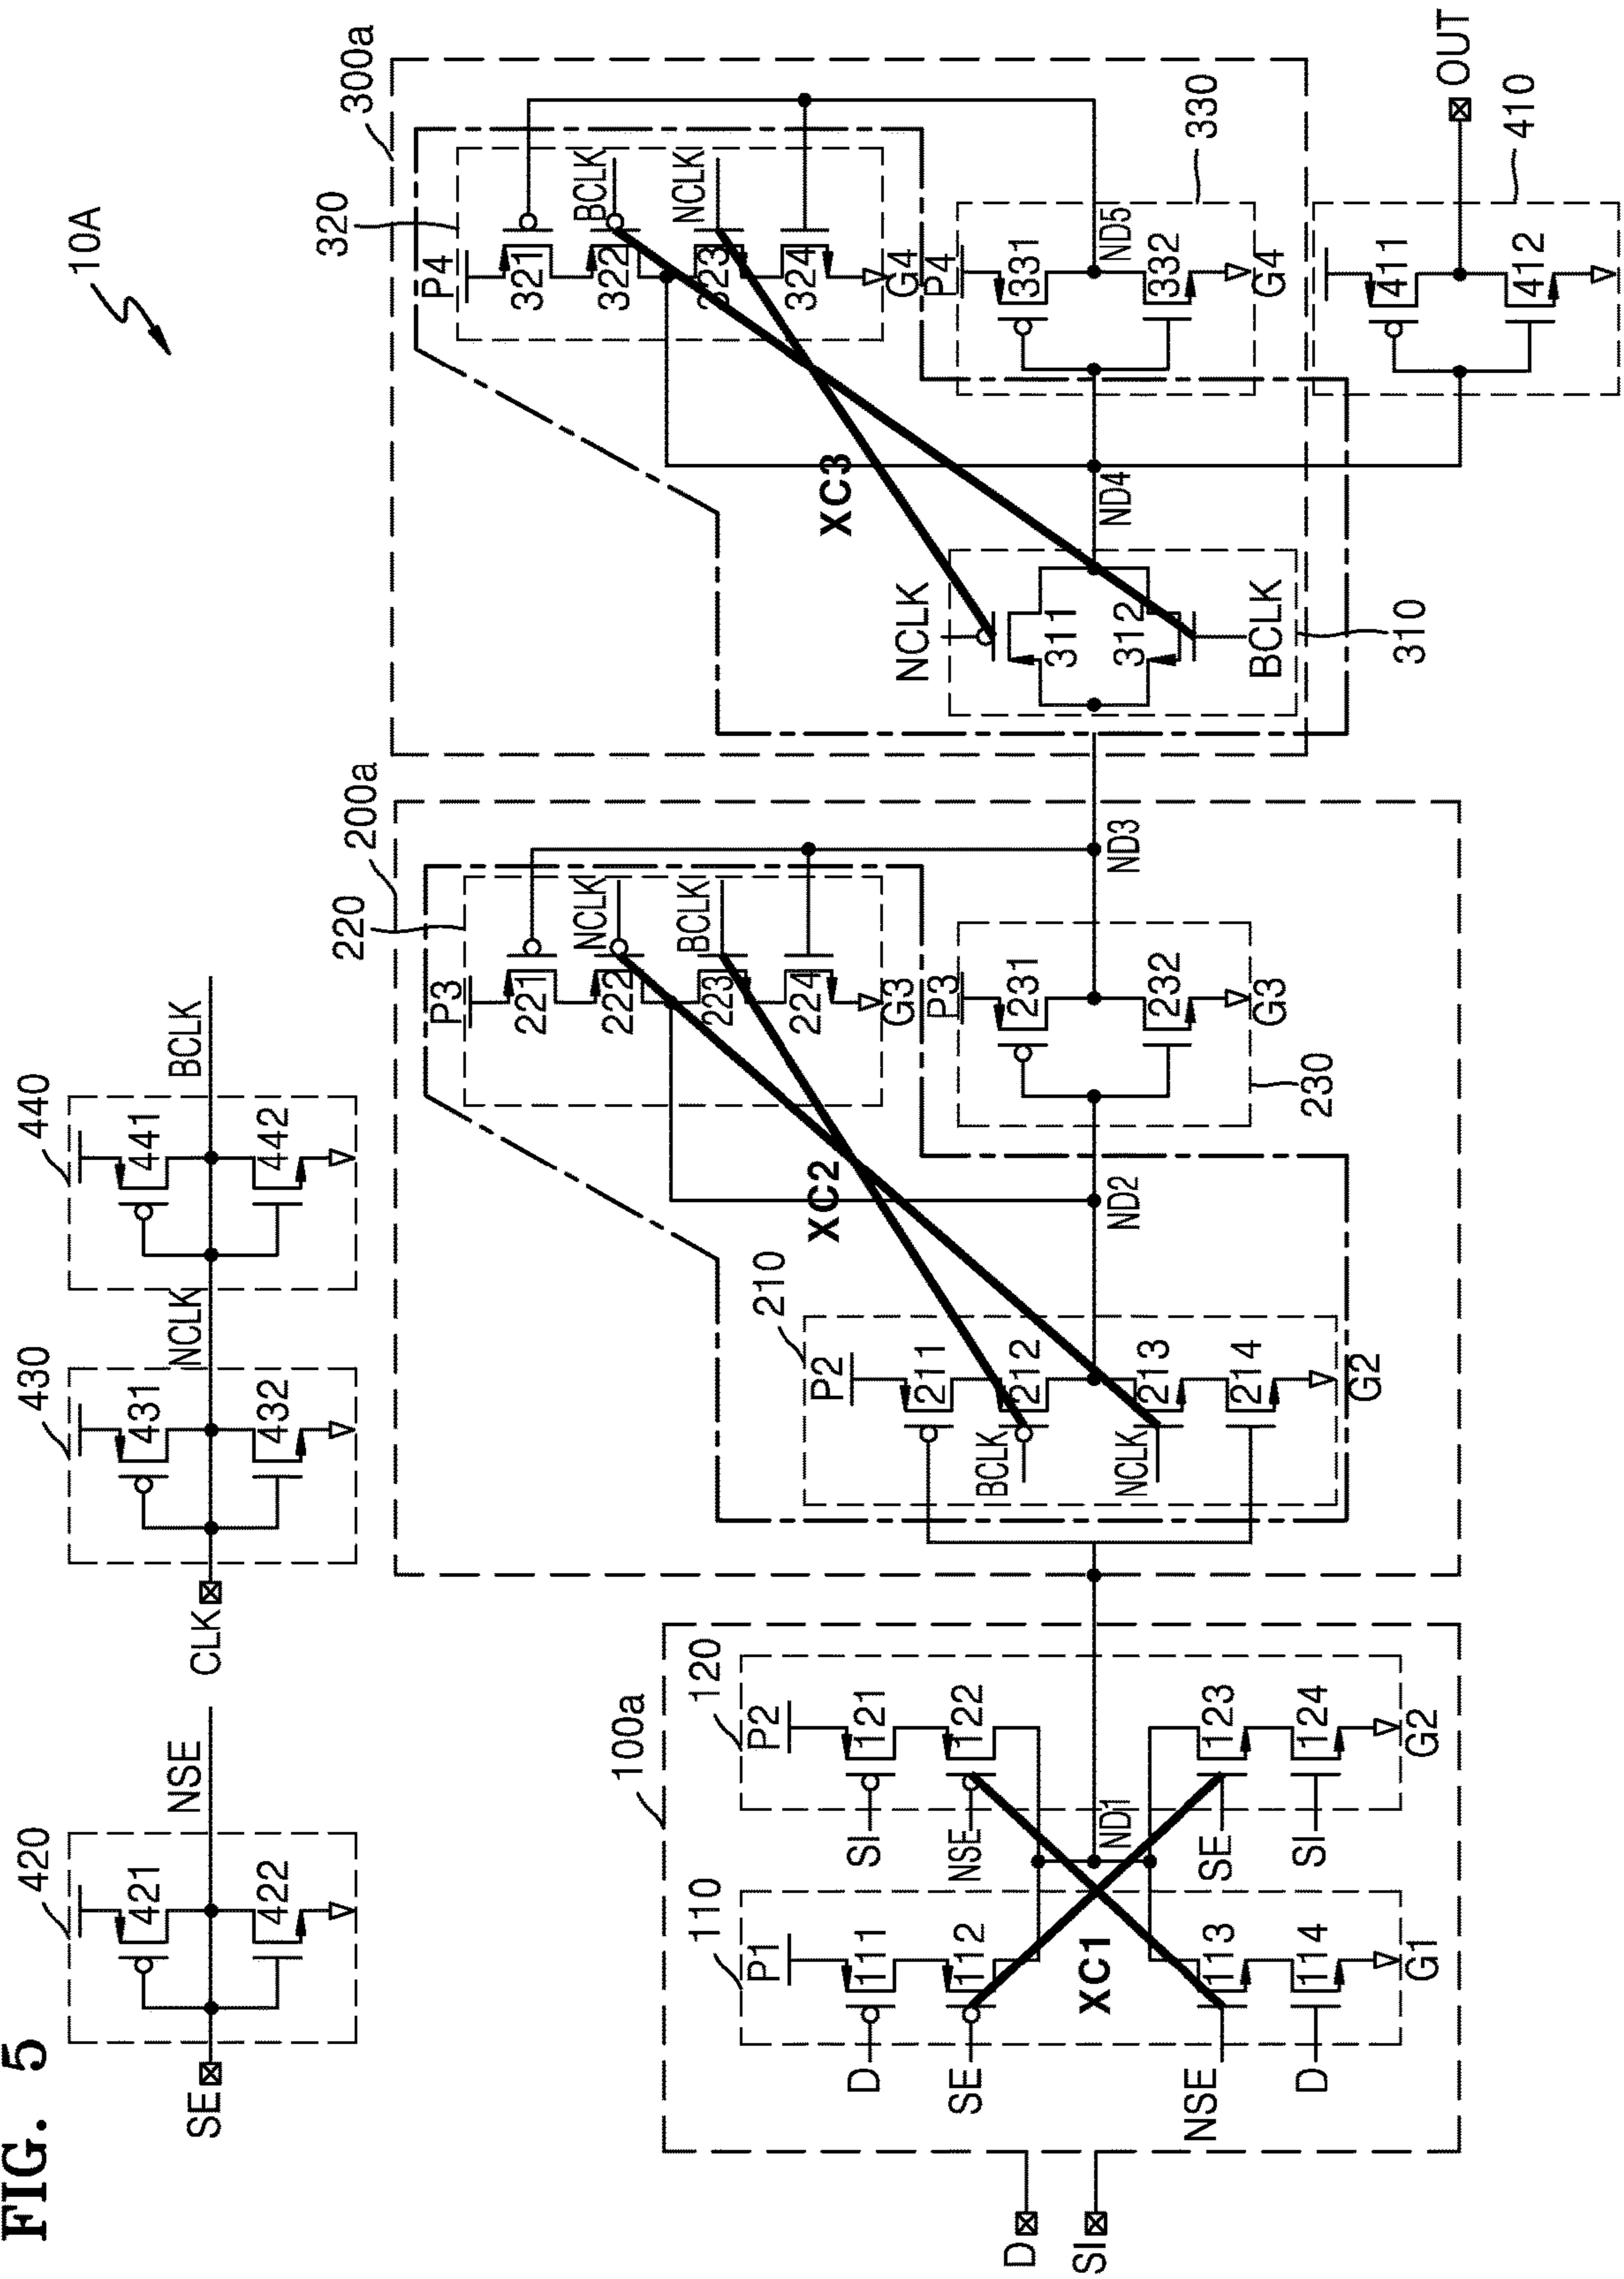 FIG. 5
10A
SE
420
421
422
NSE
CLK
430
431
432
NCLK
440
441
442
BCLK
D
SI
100a
110
P1
111
112
113
114
G1
D
SE
NSE
D
XC1
ND1
120
P2
121
122
123
124
G2
SI
NSE
SE
SI
200a
210
P2
211
212
213
214
G2
BCLK
NCLK
XC2
ND2
220
P3
221
222
223
224
G3
NCLK
BCLK
230
P3
231
232
G3
ND3
300a
310
NCLK
311
312
BCLK
XC3
ND4
320
P4
321
322
323
324
G4
BCLK
NCLK
330
P4
331
332
G4
ND5
410
411
412
OUT